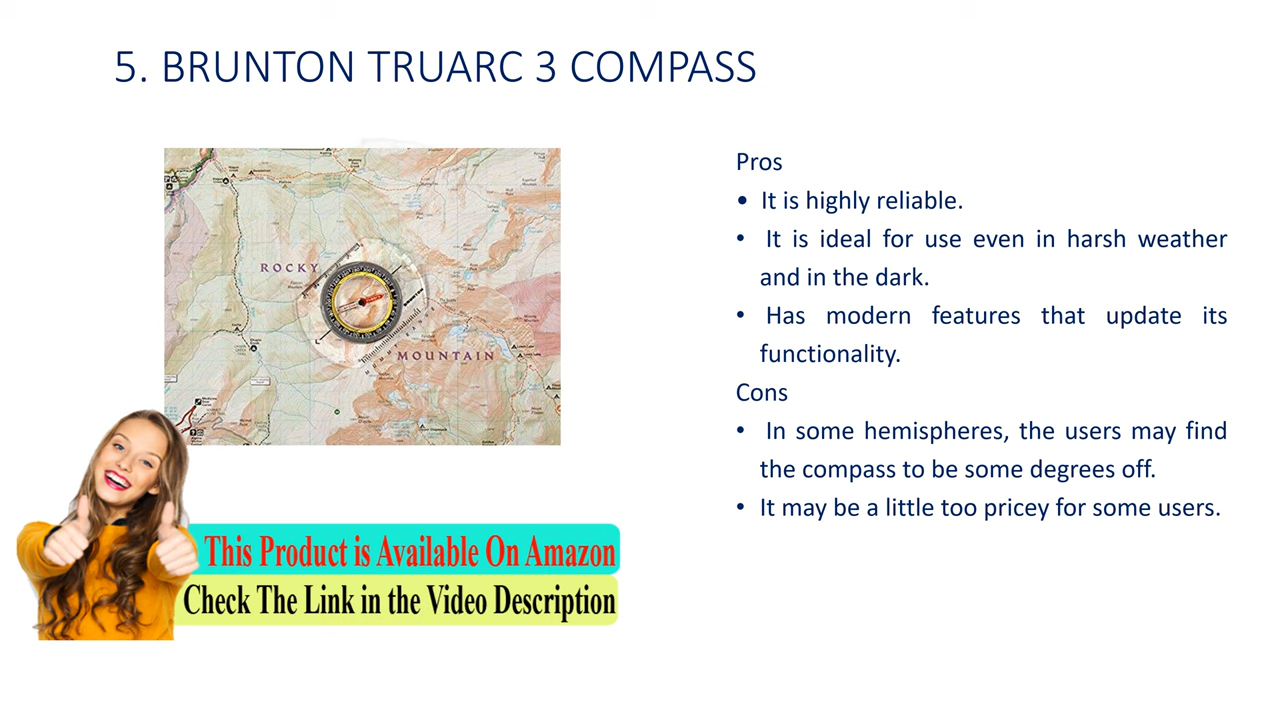 5. BRUNTON TRUARC 3 COMPASS
Pros
• It is highly reliable.
• It is ideal for use even in harsh weather
and in the dark.
• Has modern features that update its
functionality.
Cons
• In some hemispheres, the users may find
the compass to be some degrees off.
• It may be a little too pricey for some users.
ROCKY
MOUNTAIN
This Product is Available On Amazon
Check The Link in the Video Description